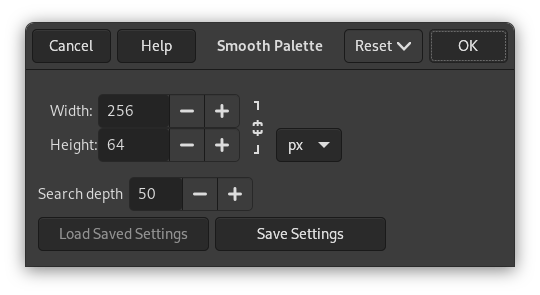 Cancel Help Smooth Palette Reset OK
Width: 256
Height: 64 px
Search depth 50
Load Saved Settings Save Settings